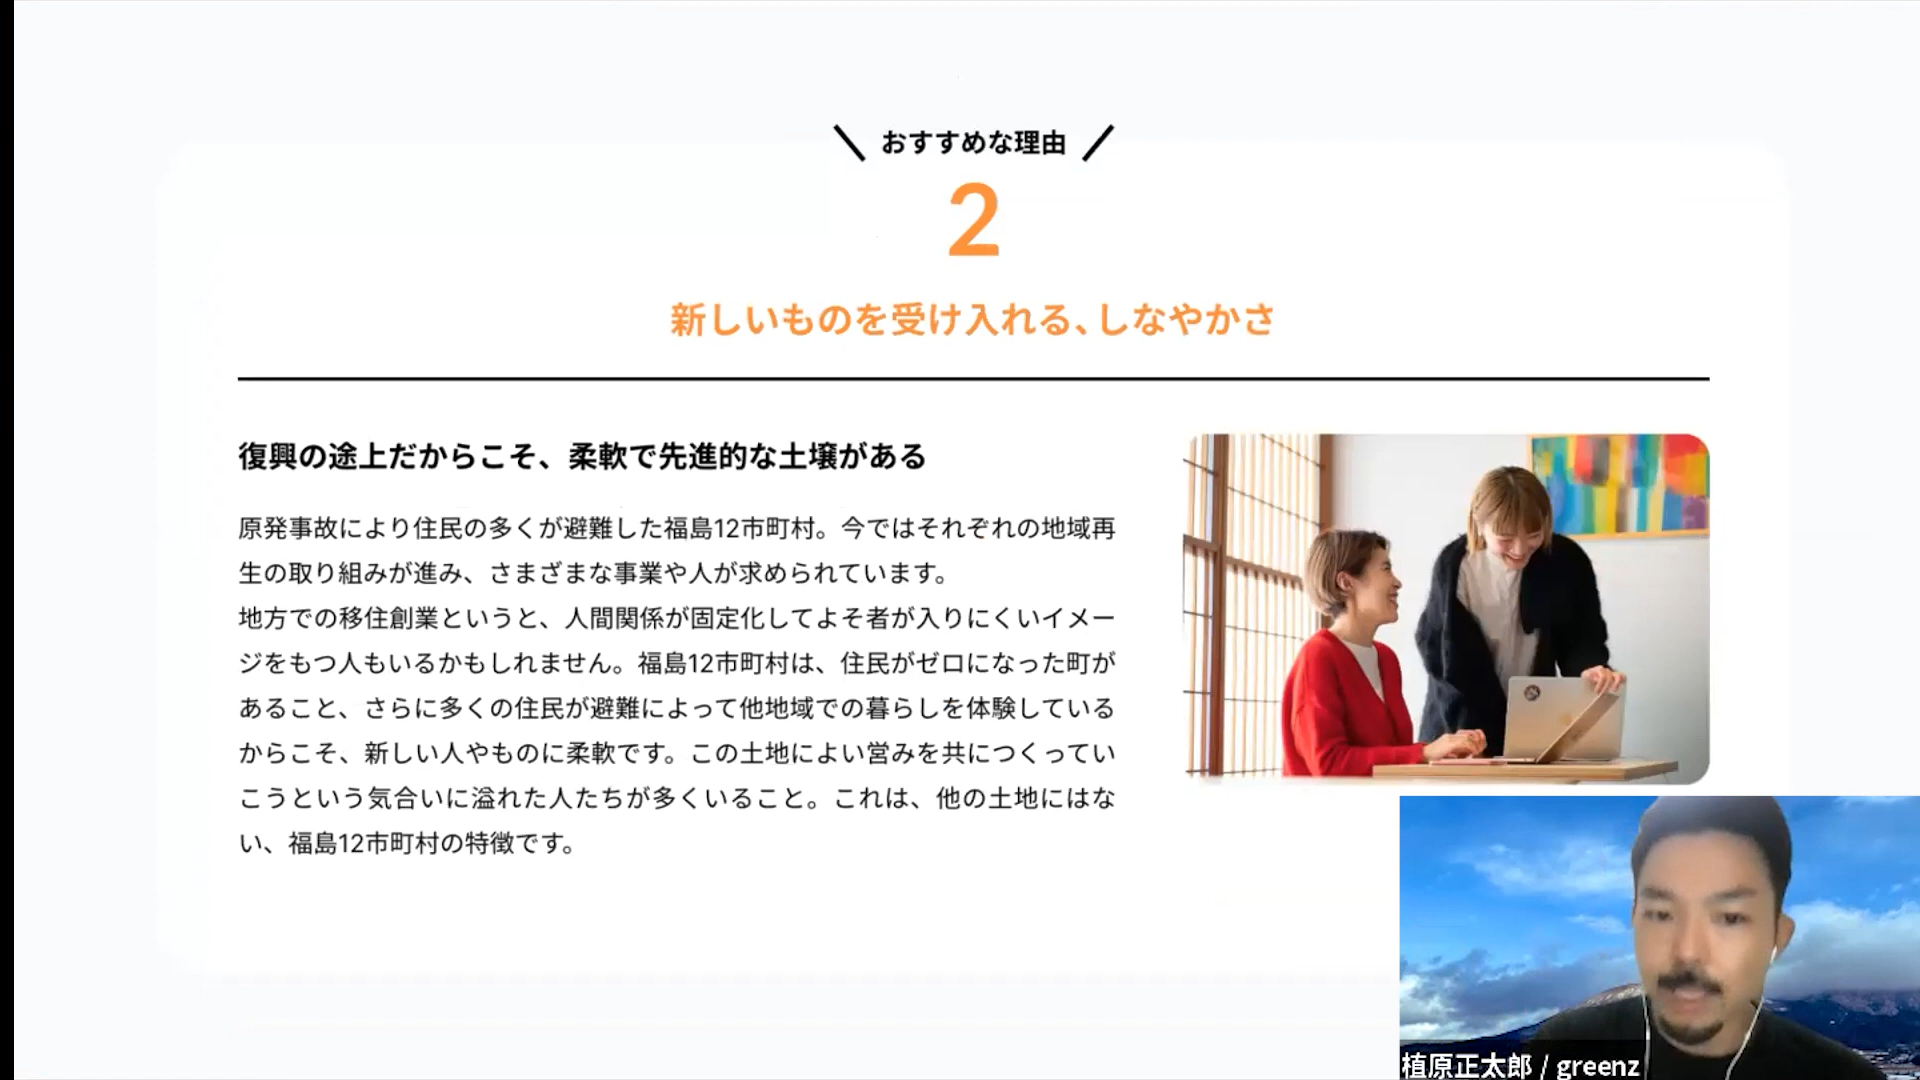 おすすめな理由
2
新しいものを受け入れる、しなやかさ
復興の途上だからこそ、柔軟で先進的な土壌がある
原発事故により住民の多くが避難した福島12市町村。今ではそれぞれの地域再
生の取り組みが進み、さまざまな事業や人が求められています。
地方での移住創業というと、人間関係が固定化してよそ者が入りにくいイメー
ジをもつ人もいるかもしれません。福島12市町村は、住民がゼロになった町が
あること、さらに多くの住民が避難によって他地域での暮らしを体験している
からこそ、新しい人やものに柔軟です。この土地によい営みを共につくってい
こうという気合いに溢れた人たちが多くいること。これは、他の土地にはな
い、福島12市町村の特徴です。
植原正太郎 / greenz